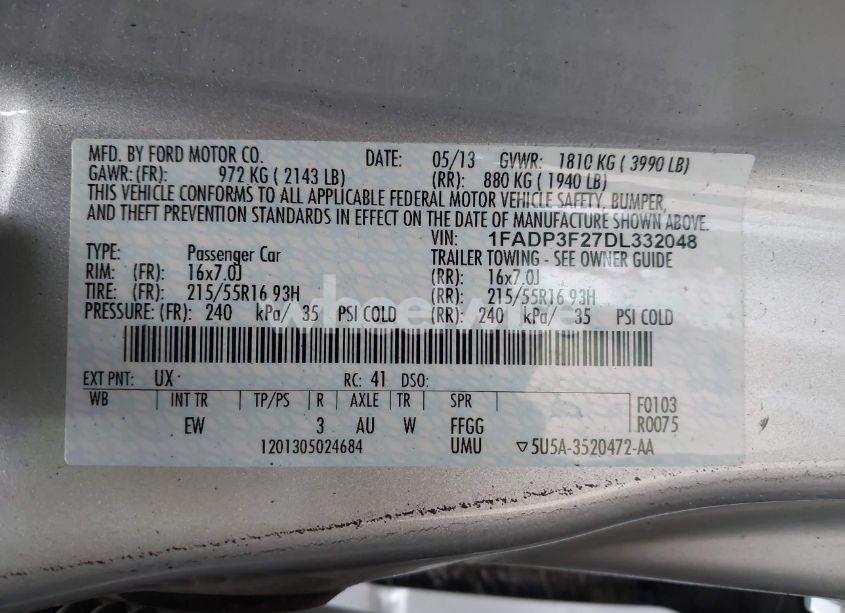 MFD. BY FORD MOTOR CO. DATE: 05/13 GVWR: 1810 KG ( 3990 LB)
GAWR: (FR): 972 KG ( 2143 LB) (RR): 880 KG ( 1940 LB)
THIS VEHICLE CONFORMS TO ALL APPLICABLE FEDERAL MOTOR VEHICLE SAFETY, BUMPER,
AND THEFT PREVENTION STANDARDS IN EFFECT ON THE DATE OF MANUFACTURE SHOWN ABOVE.
VIN: 1FADP3F27DL332048
TYPE: Passenger Car TRAILER TOWING - SEE OWNER GUIDE
RIM: (FR): 16x7.0J (RR): 16x7.0J
TIRE: (FR): 215/55R16 93H (RR): 215/55R16 93H
PRESSURE: (FR): 240 kPa/ 35 PSI COLD (RR): 240 kPa/ 35 PSI COLD
EXT PNT: UX RC: 41 DSO:
WB INT TR TP/PS R AXLE TR SPR F0103
EW 3 AU W FFGG R0075
1201305024684 UMU ▽5U5A-3520472-AA